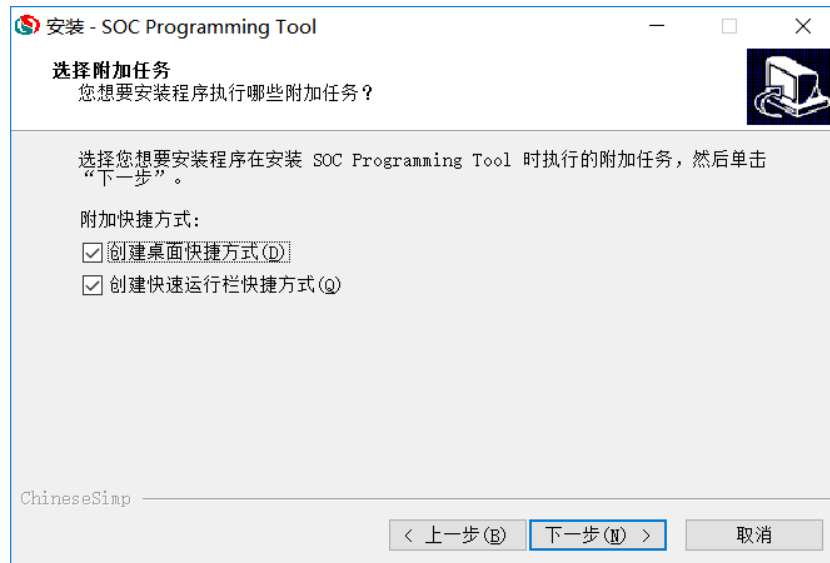 安装 - SOC Programming Tool
选择附加任务
您想要安装程序执行哪些附加任务？
选择您想要安装程序在安装 SOC Programming Tool 时执行的附加任务，然后单击
“下一步”。
附加快捷方式:
创建桌面快捷方式(D)
创建快速运行栏快捷方式(Q)
ChineseSimp
< 上一步(B)
下一步(N) >
取消